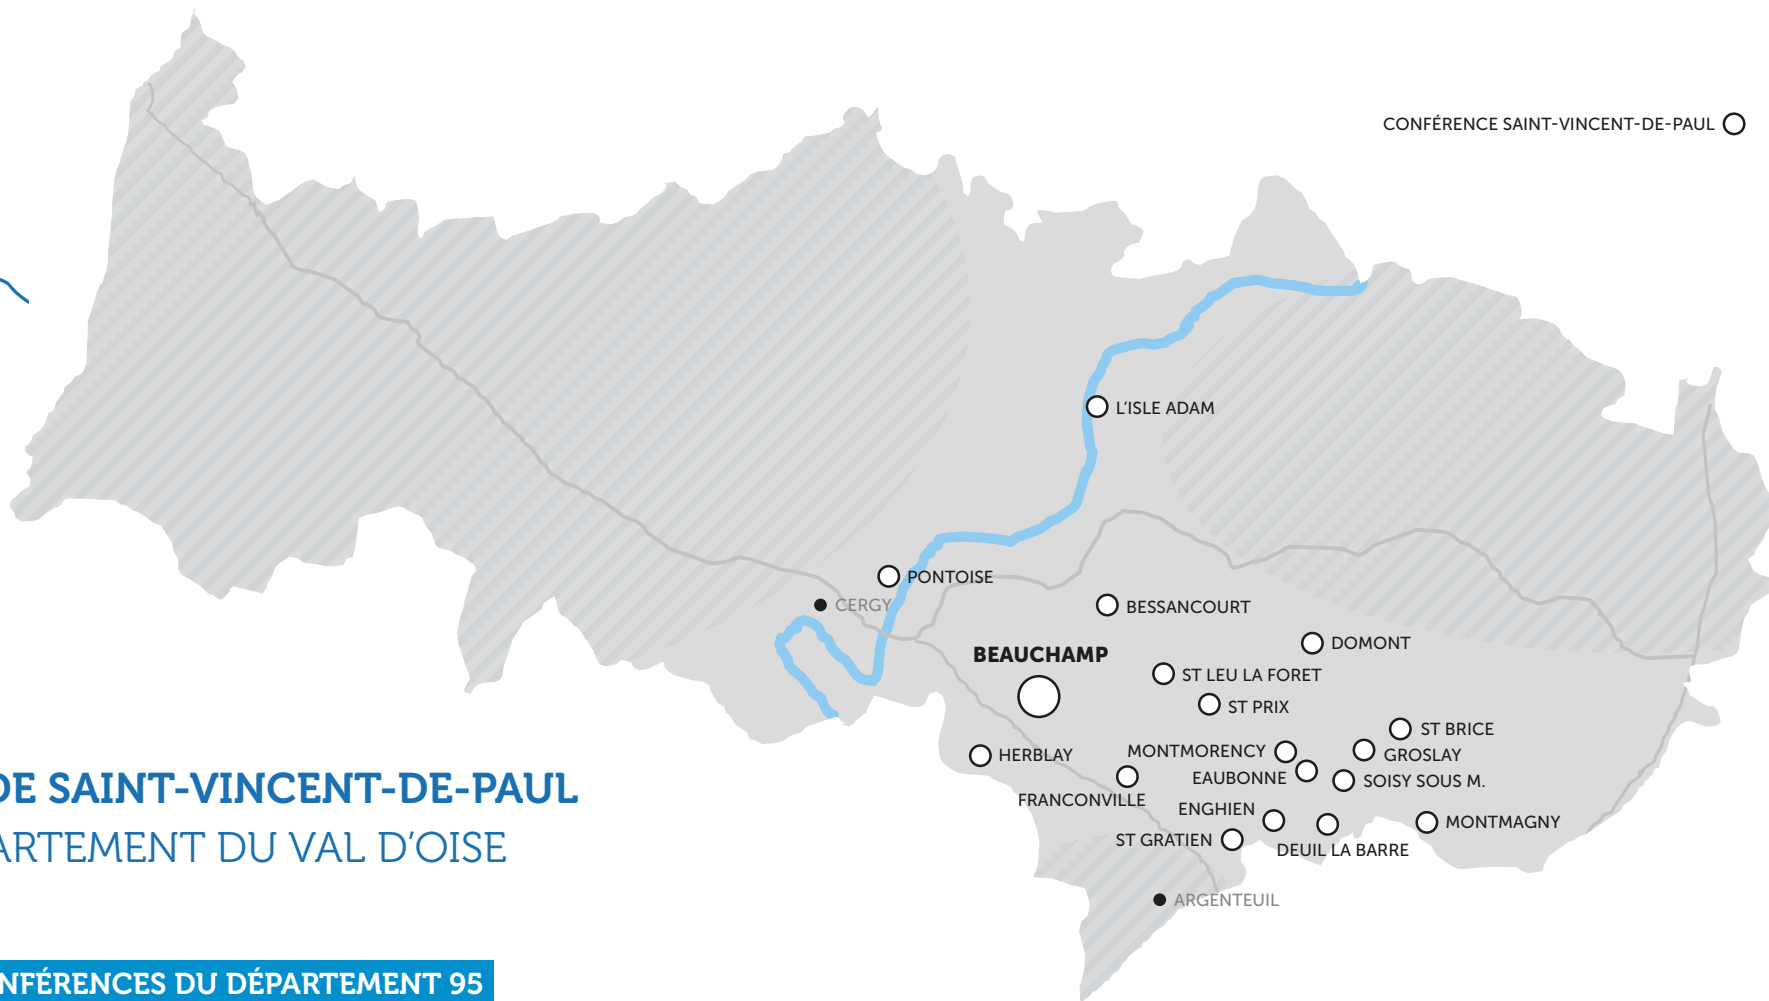 CONFÉRENCE SAINT-VINCENT-DE-PAUL
L'ISLE ADAM
PONTOISE
CERGY
BESSANCOURT
DOMONT
BEAUCHAMP
ST LEU LA FORET
ST PRIX
ST BRICE
MONTMORENCY
GROSLAY
HERBLAY
EAUBONNE
SOISY SOUS M.
FRANCONVILLE
ENGHIEN
MONTMAGNY
ST GRATIEN
DEUIL LA BARRE
ARGENTEUIL
DE SAINT-VINCENT-DE-PAUL
ARTEMENT DU VAL D'OISE
NFÉRENCES DU DÉPARTEMENT 95